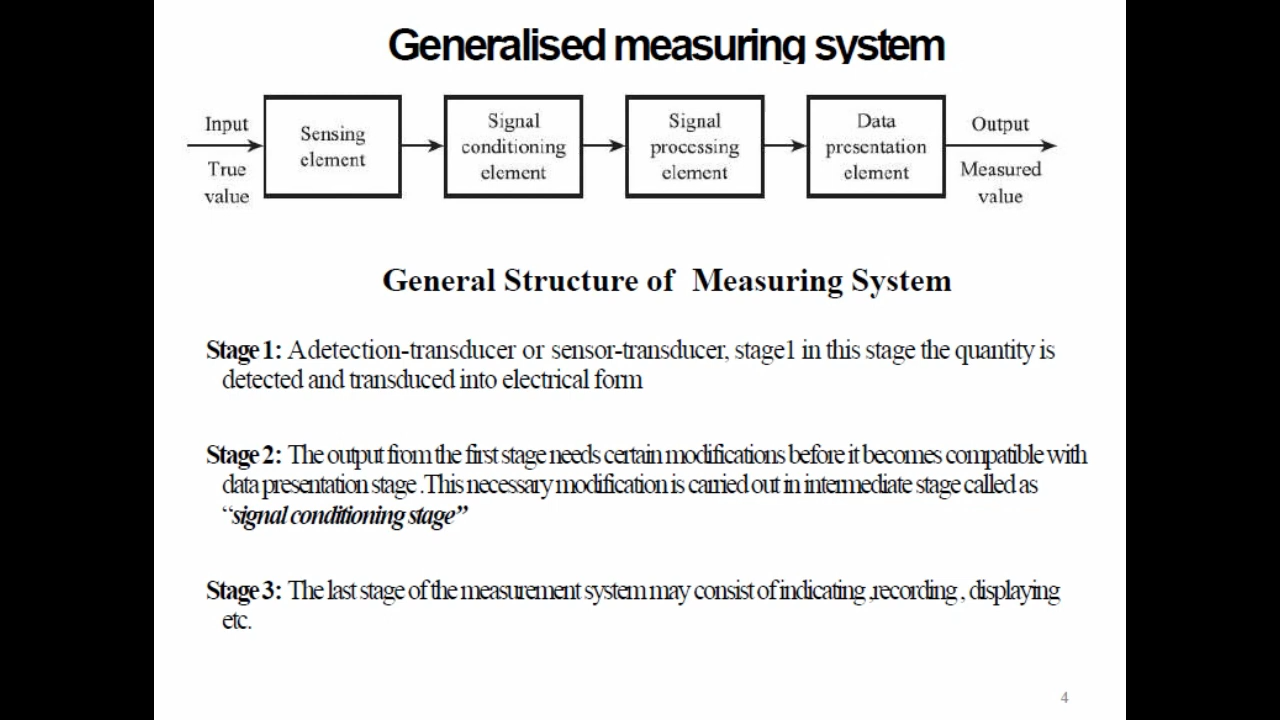 Generalised measuring system
Input
True
value
Sensing
element
Signal
conditioning
element
Signal
processing
element
Data
presentation
element
Output
Measured
value
General Structure of Measuring System
Stage 1: A detection-transducer or sensor-transducer, stage1 in this stage the quantity is
detected and transduced into electrical form
Stage 2: The output from the first stage needs certain modifications before it becomes compatible with
data presentation stage .This necessary modification is carried out in intermediate stage called as
“signal conditioning stage”
Stage 3: The last stage of the measurement system may consist of indicating ,recording , displaying
etc.
4